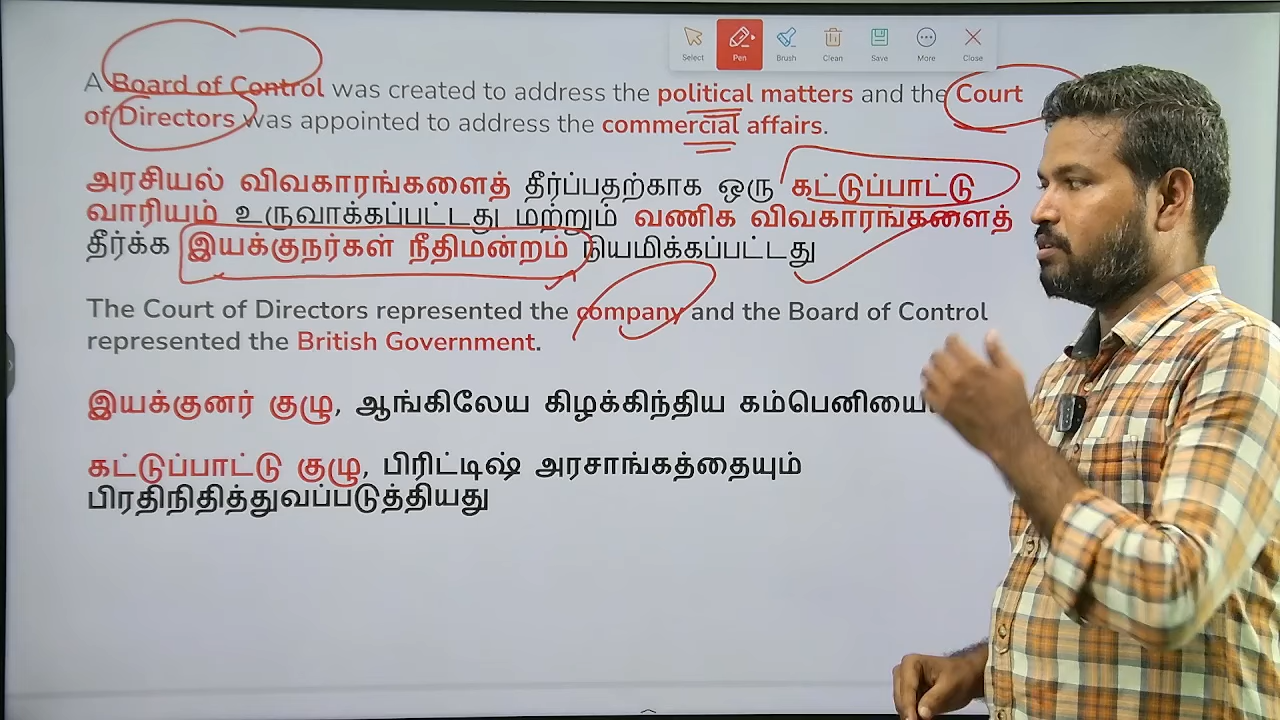 Select Pen Brush Clean Save More Close
A Board of Control was created to address the political matters and the Court
of Directors was appointed to address the commercial affairs.
அரசியல் விவகாரங்களைத் தீர்ப்பதற்காக ஒரு கட்டுப்பாட்டு
வாரியம் உருவாக்கப்பட்டது மற்றும் வணிக விவகாரங்களைத்
தீர்க்க இயக்குநர்கள் நீதிமன்றம் நியமிக்கப்பட்டது
The Court of Directors represented the company and the Board of Control
represented the British Government.
இயக்குனர் குழு, ஆங்கிலேய கிழக்கிந்திய
கட்டுப்பாட்டு குழு, பிரிட்டிஷ் அரசாங்கத்தையும்
பிரதிநிதித்துவப்படுத்தியது